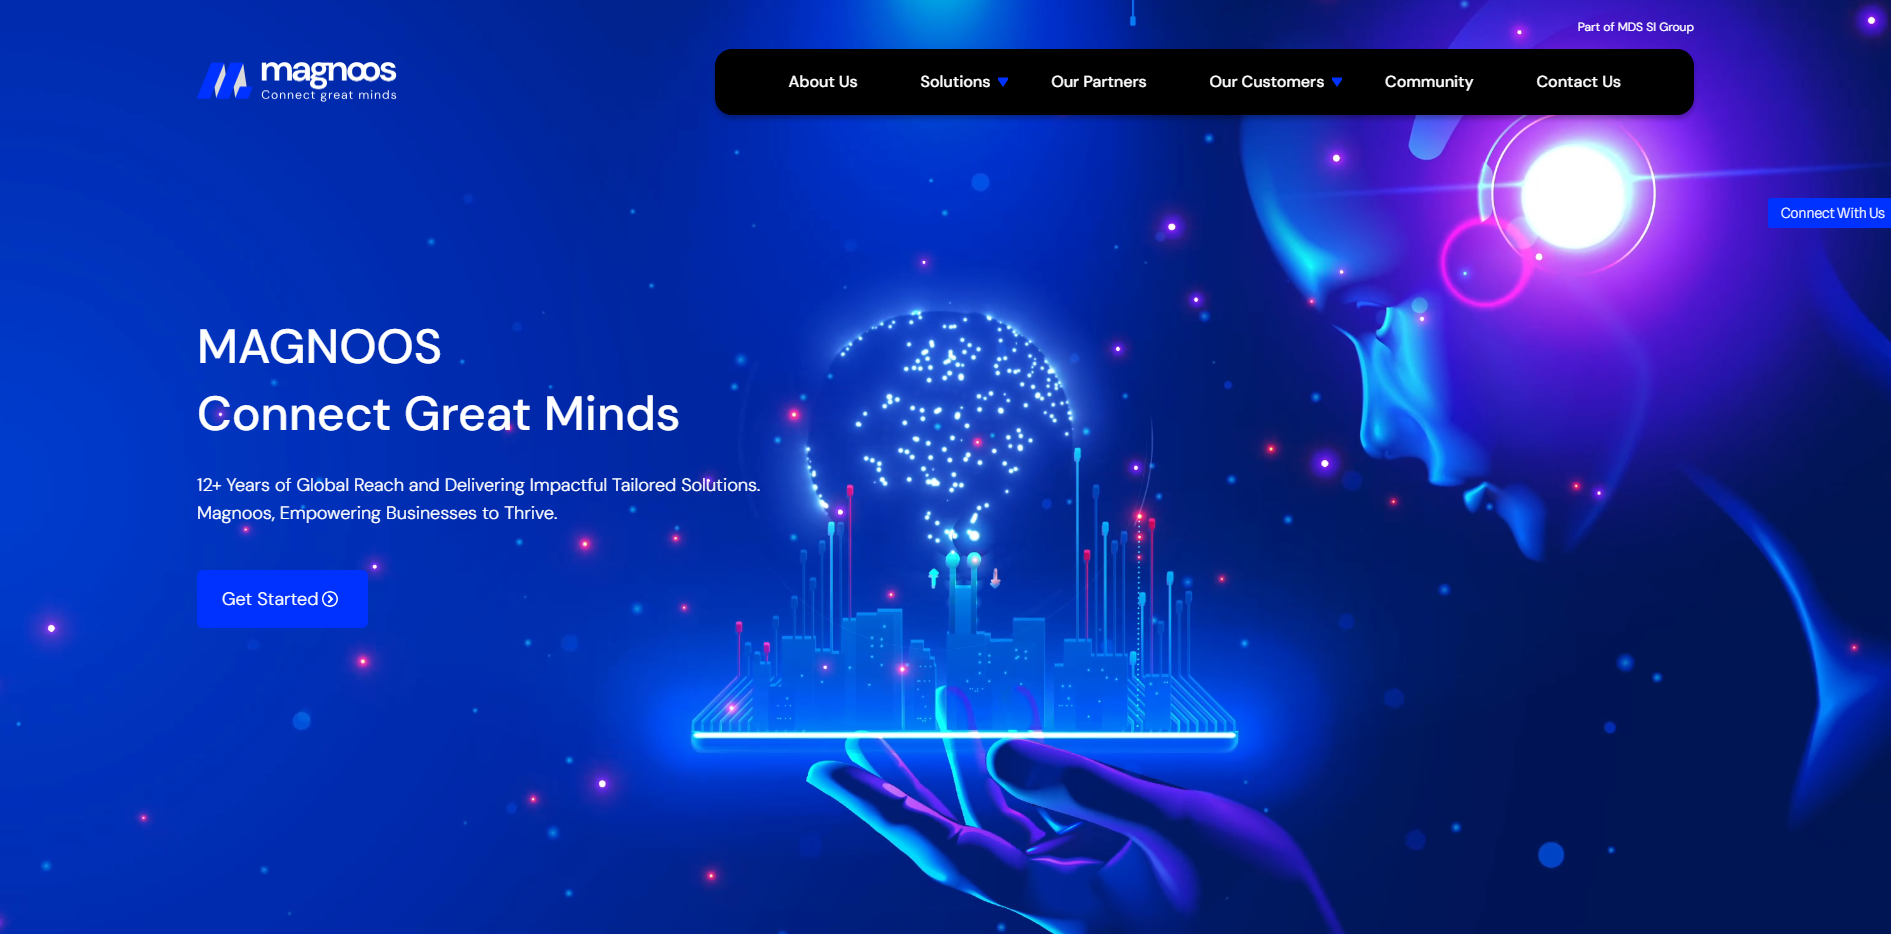 Part of MDS SI Group
magnoos
Connect great minds
About Us
Solutions
Our Partners
Our Customers
Community
Contact Us
Connect With Us
MAGNOOS
Connect Great Minds
12+ Years of Global Reach and Delivering Impactful Tailored Solutions.
Magnoos, Empowering Businesses to Thrive.
Get Started